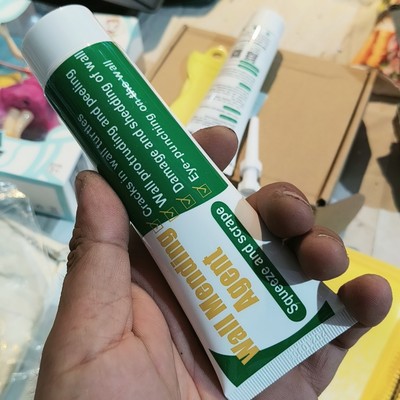 Wall Mending
Agent
Squeeze and scrape
Cracks in wall turtles
Wall protruding and peeling
Damage and shedding of wall
Eye-punching on the wall